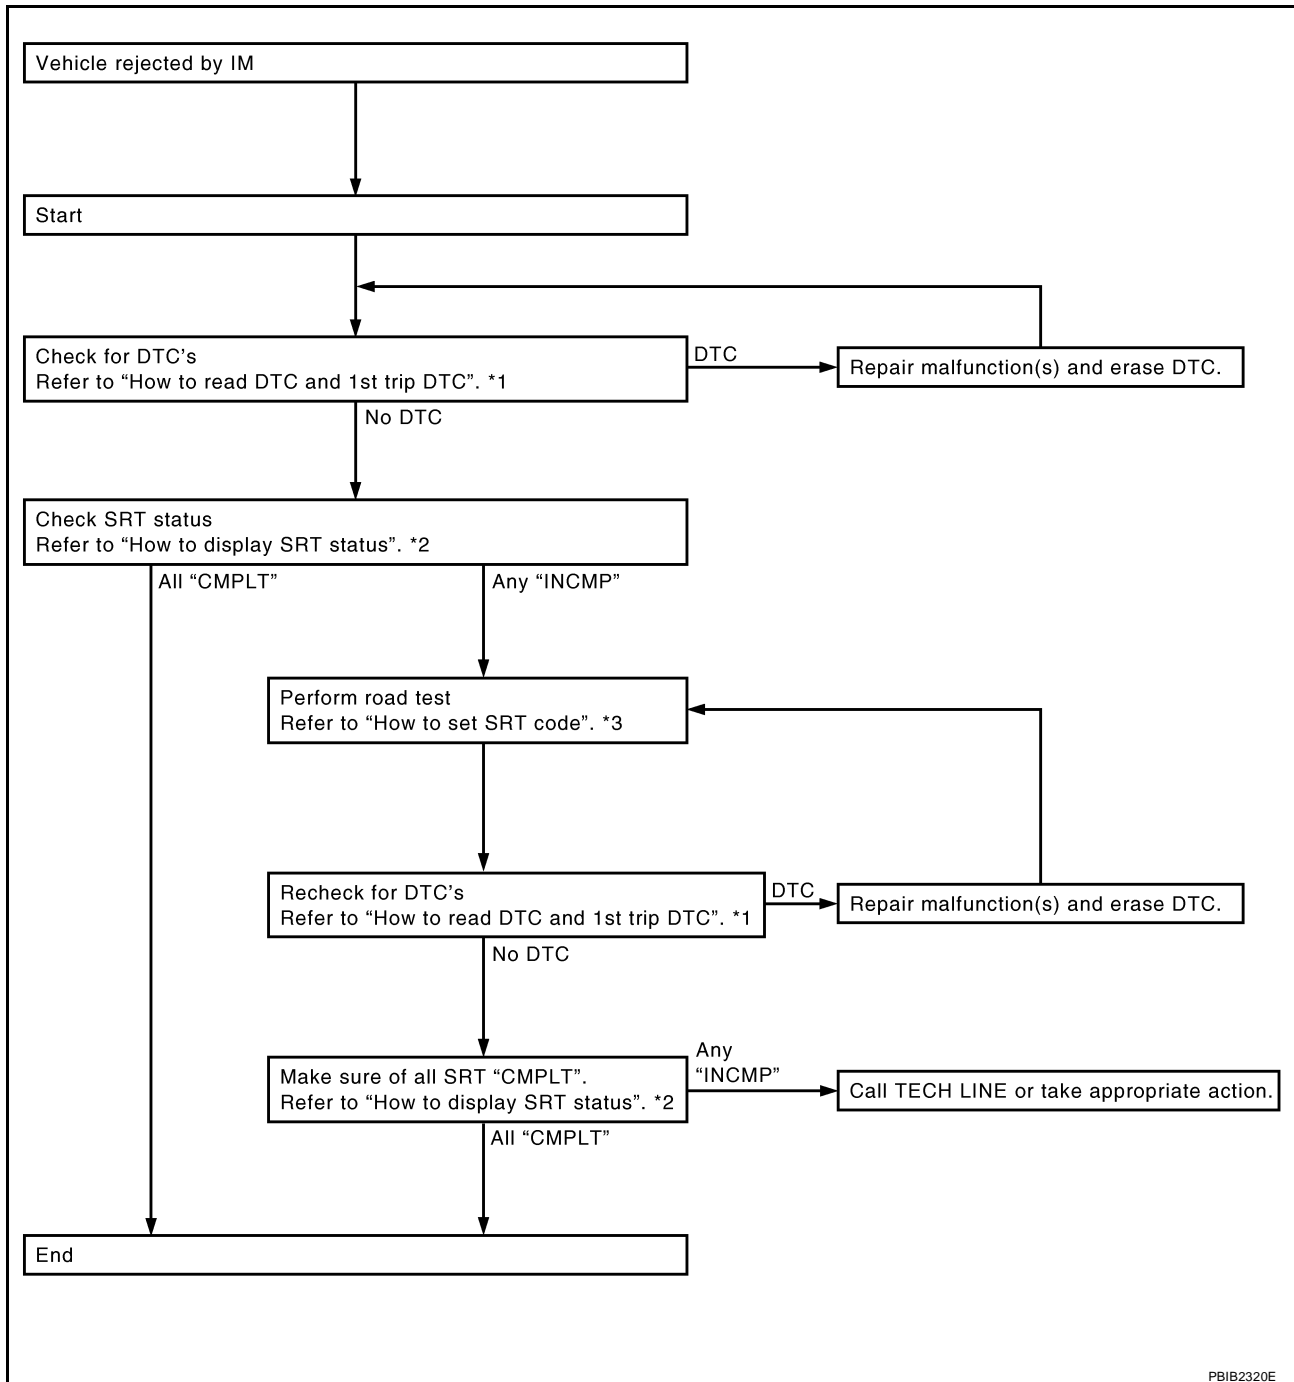 Vehicle rejected by IM
Start
Check for DTC's
Refer to “How to read DTC and 1st trip DTC”. *1
DTC
Repair malfunction(s) and erase DTC.
No DTC
Check SRT status
Refer to “How to display SRT status”. *2
All “CMPLT”
Any “INCMP”
Perform road test
Refer to “How to set SRT code”. *3
Recheck for DTC's
Refer to “How to read DTC and 1st trip DTC”. *1
DTC
Repair malfunction(s) and erase DTC.
No DTC
Make sure of all SRT “CMPLT”.
Refer to “How to display SRT status”. *2
Any
“INCMP”
Call TECH LINE or take appropriate action.
All “CMPLT”
End
PBIB2320E